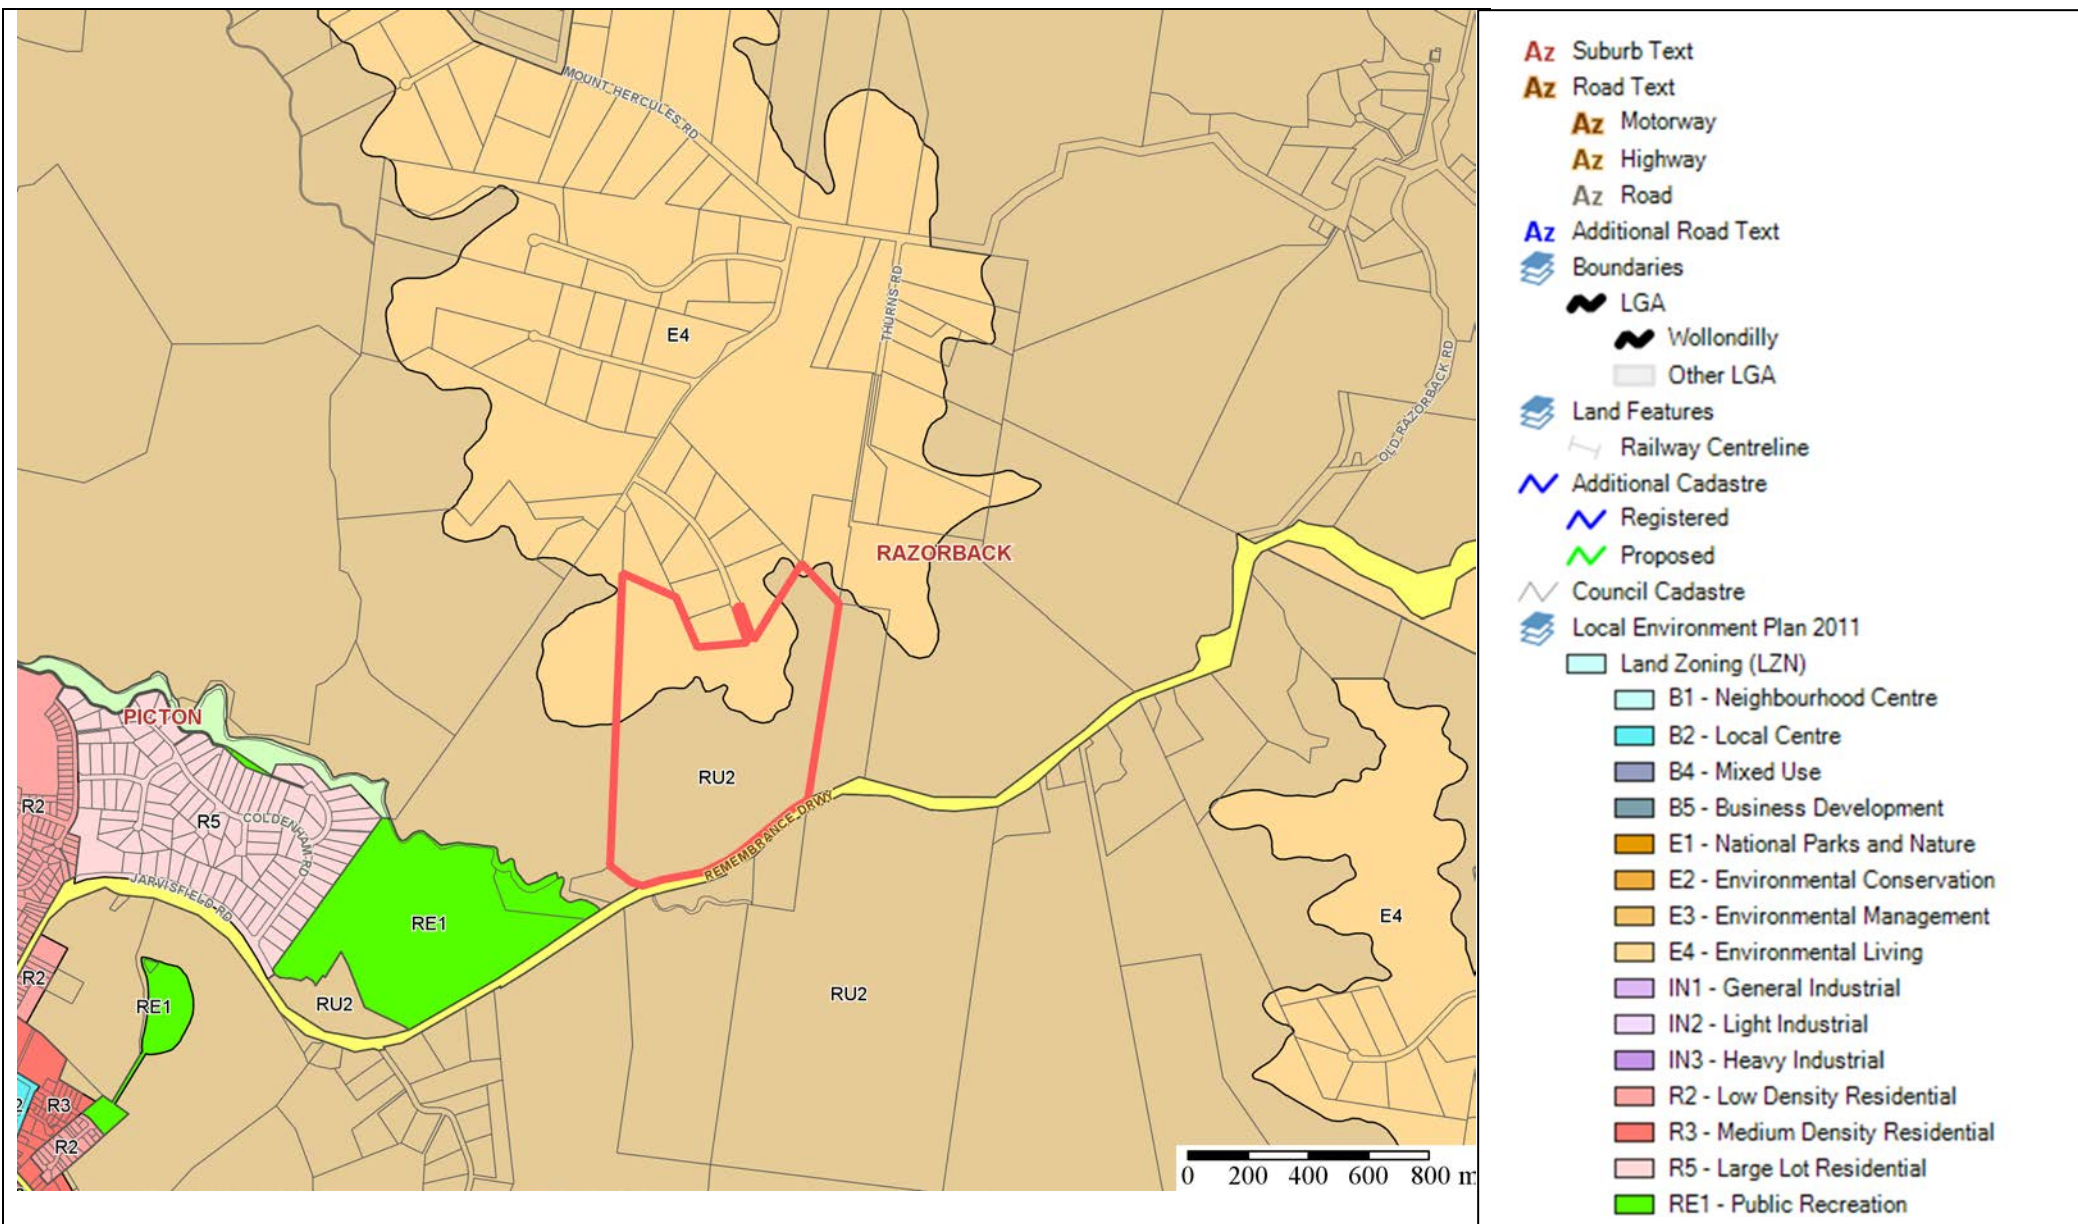 MOUNT HERCULES RD
THURNS RD
E4
OLD RAZORBACK RD
RAZORBACK
PICTON
R2
R5
COLDENHAM RD
RU2
REMEMBRANCE DRWY
JARVISFIELD RD
RE1
E4
R2
RE1
RU2
RU2
2
R3
R2
0 200 400 600 800 m
Az Suburb Text
Az Road Text
Az Motorway
Az Highway
Az Road
Az Additional Road Text
Boundaries
LGA
Wollondilly
Other LGA
Land Features
Railway Centreline
Additional Cadastre
Registered
Proposed
Council Cadastre
Local Environment Plan 2011
Land Zoning (LZN)
B1 - Neighbourhood Centre
B2 - Local Centre
B4 - Mixed Use
B5 - Business Development
E1 - National Parks and Nature
E2 - Environmental Conservation
E3 - Environmental Management
E4 - Environmental Living
IN1 - General Industrial
IN2 - Light Industrial
IN3 - Heavy Industrial
R2 - Low Density Residential
R3 - Medium Density Residential
R5 - Large Lot Residential
RE1 - Public Recreation